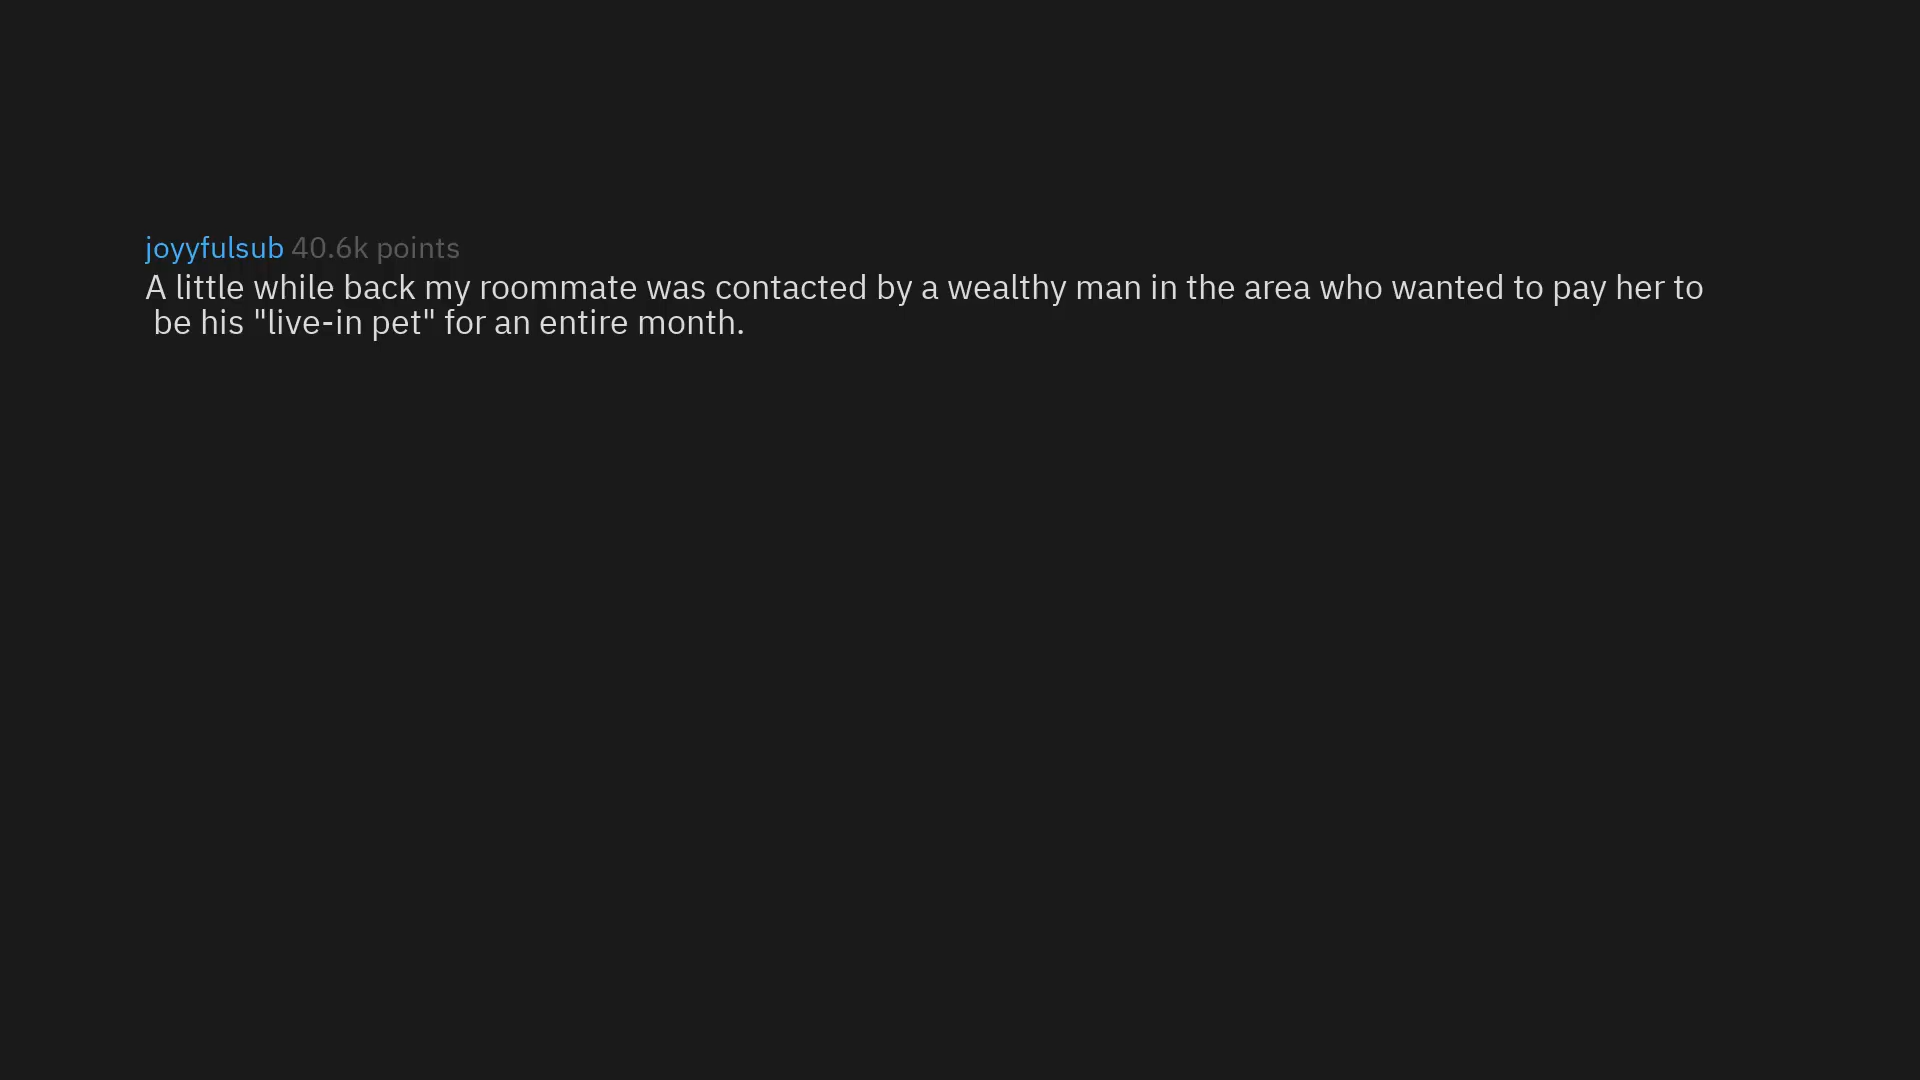 joyyfulsub 40.6k points
A little while back my roommate was contacted by a wealthy man in the area who wanted to pay her to
be his "live-in pet" for an entire month.